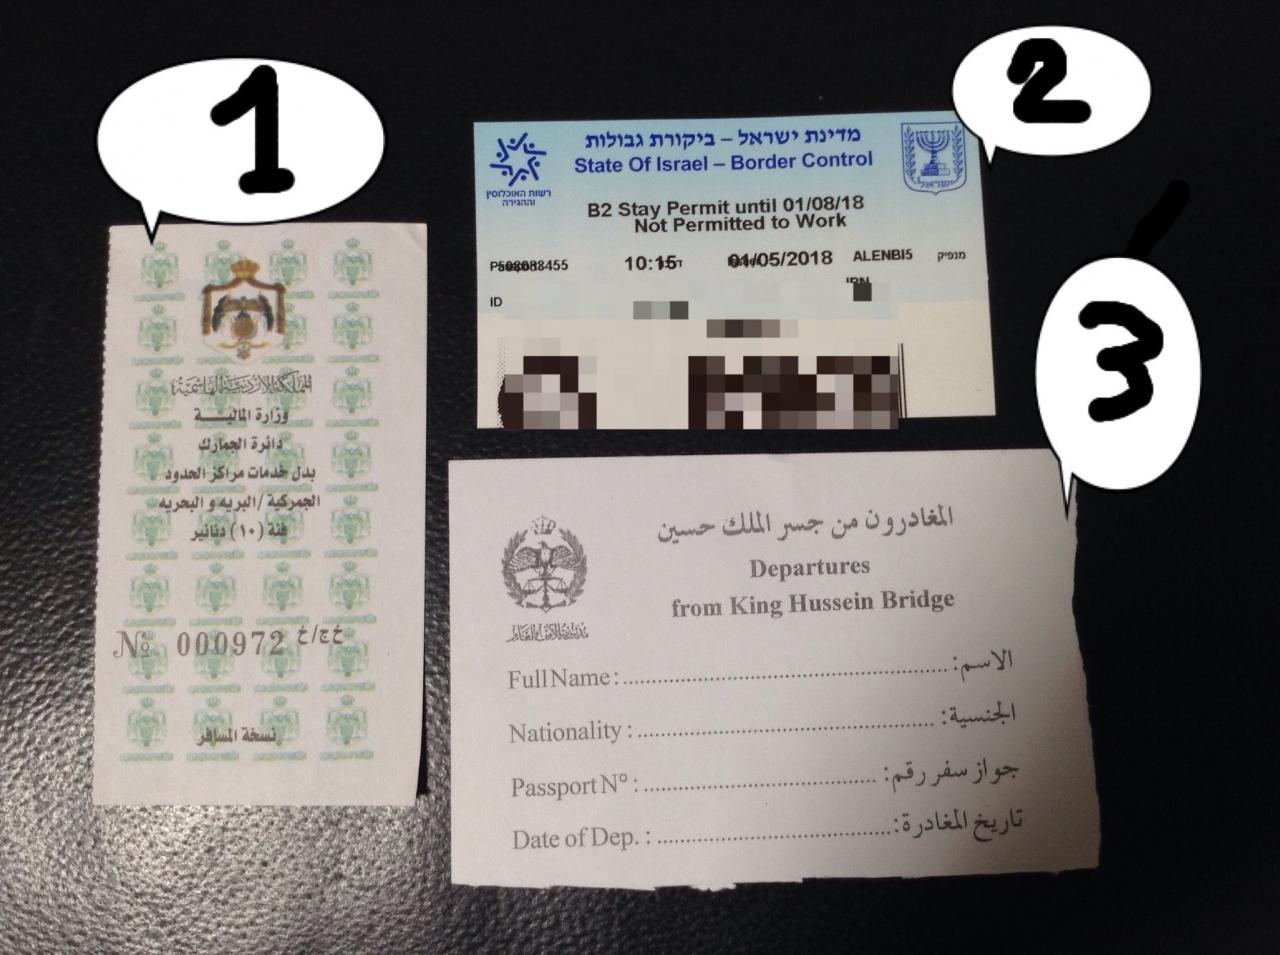 1
المملكة الأردنية الهاشمية
وزارة المالية
دائرة الجمارك
بدل خدمات مراكز الحدود
الجمركية /البريه و البحريه
فئة (١٠) دنانير
№ 000972 خ/خ ج
نسخة المسافر
2
מדינת ישראל – ביקורת גבולות
State Of Israel – Border Control
רשות האוכלוסין
וההגירה
ישראל
B2 Stay Permit until 01/08/18
Not Permitted to Work
10:15 01/05/2018 ALENBI5 מנפיק
ID
3
المغادرون من جسر الملك حسين
Departures
from King Hussein Bridge
مديرية الأمن العام
Full Name : الاسم:
Nationality : الجنسية:
Passport N° : جواز سفر رقم:
Date of Dep. : تاريخ المغادرة: